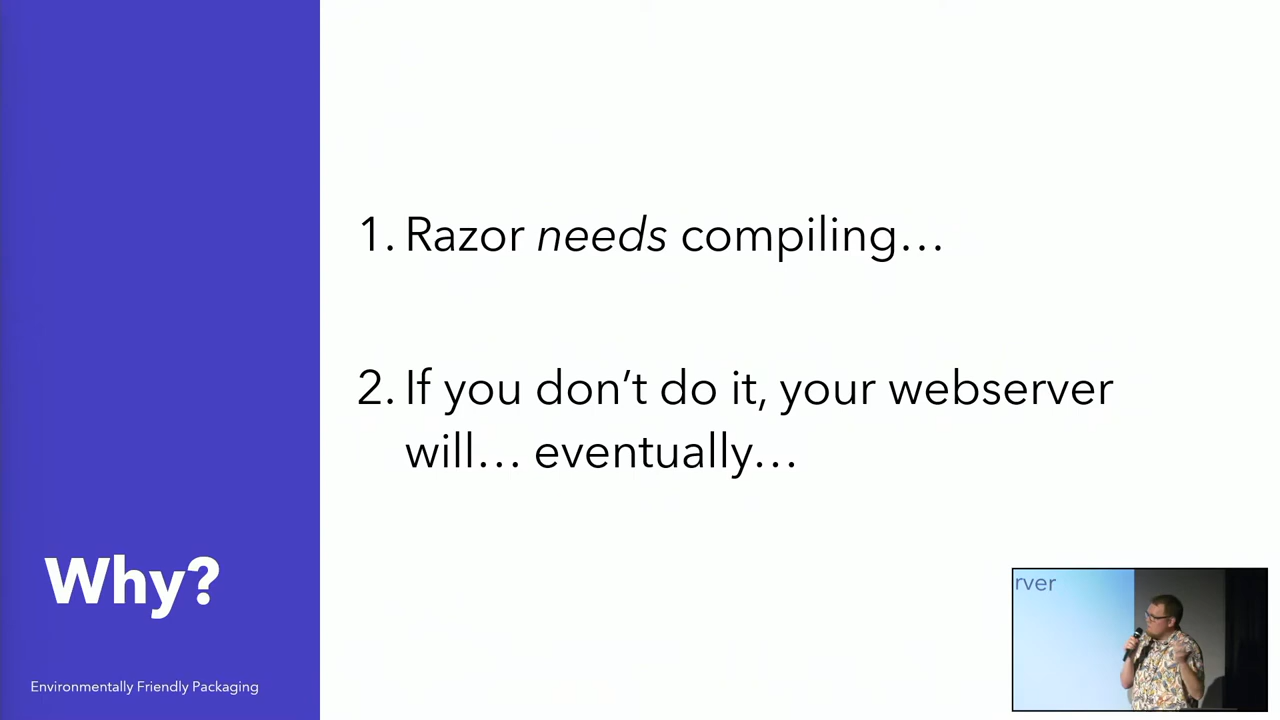 1. Razor needs compiling…
2. If you don’t do it, your webserver
will… eventually…
Why?
Environmentally Friendly Packaging
rver